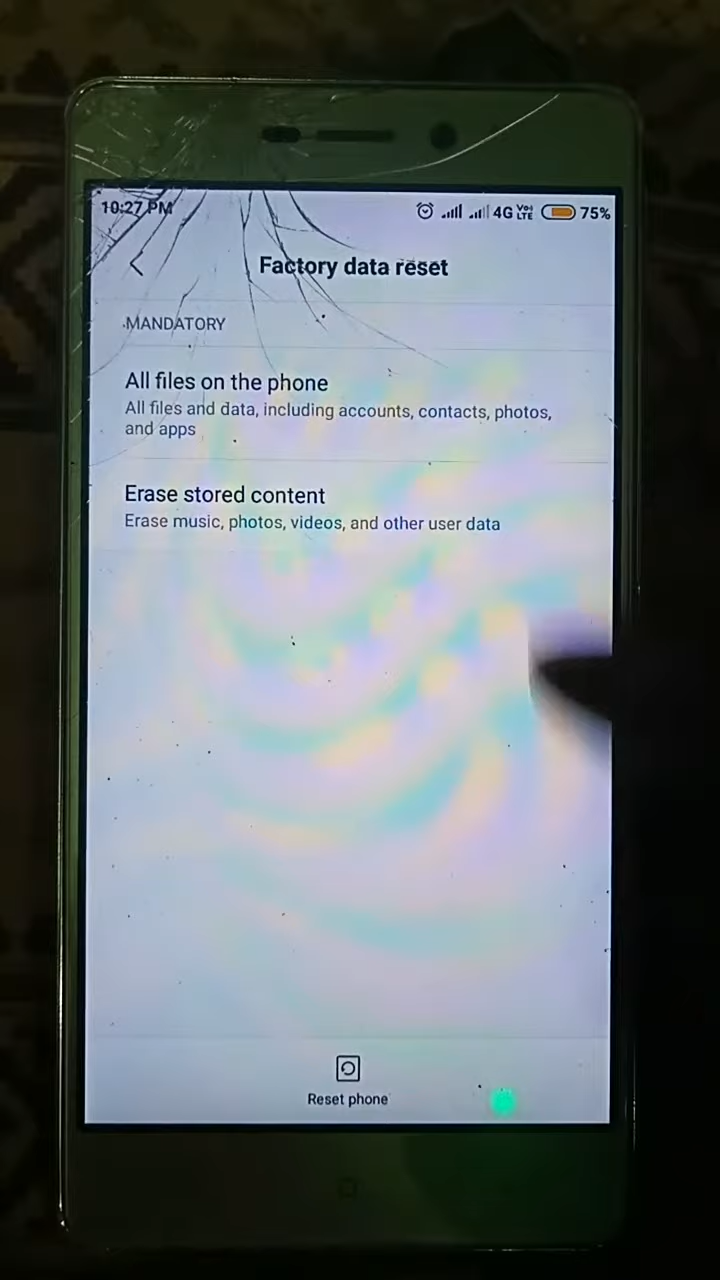 10:27 PM 4G VoLTE 75%
Factory data reset
MANDATORY
All files on the phone
All files and data, including accounts, contacts, photos,
and apps
Erase stored content
Erase music, photos, videos, and other user data
Reset phone